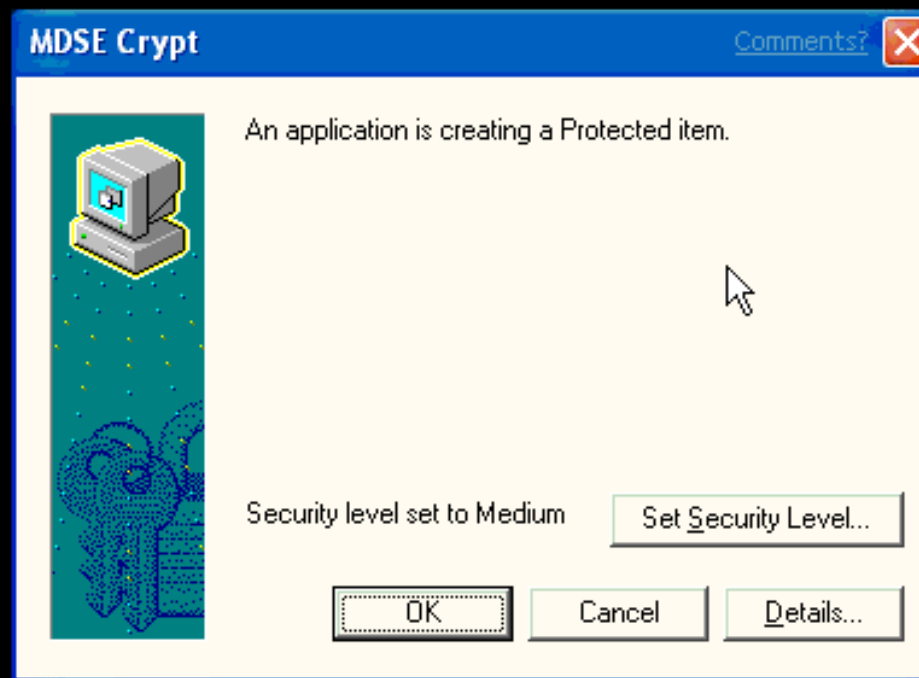 MDSE Crypt
Comments?
An application is creating a Protected item.
Security level set to Medium
Set Security Level...
OK
Cancel
Details...